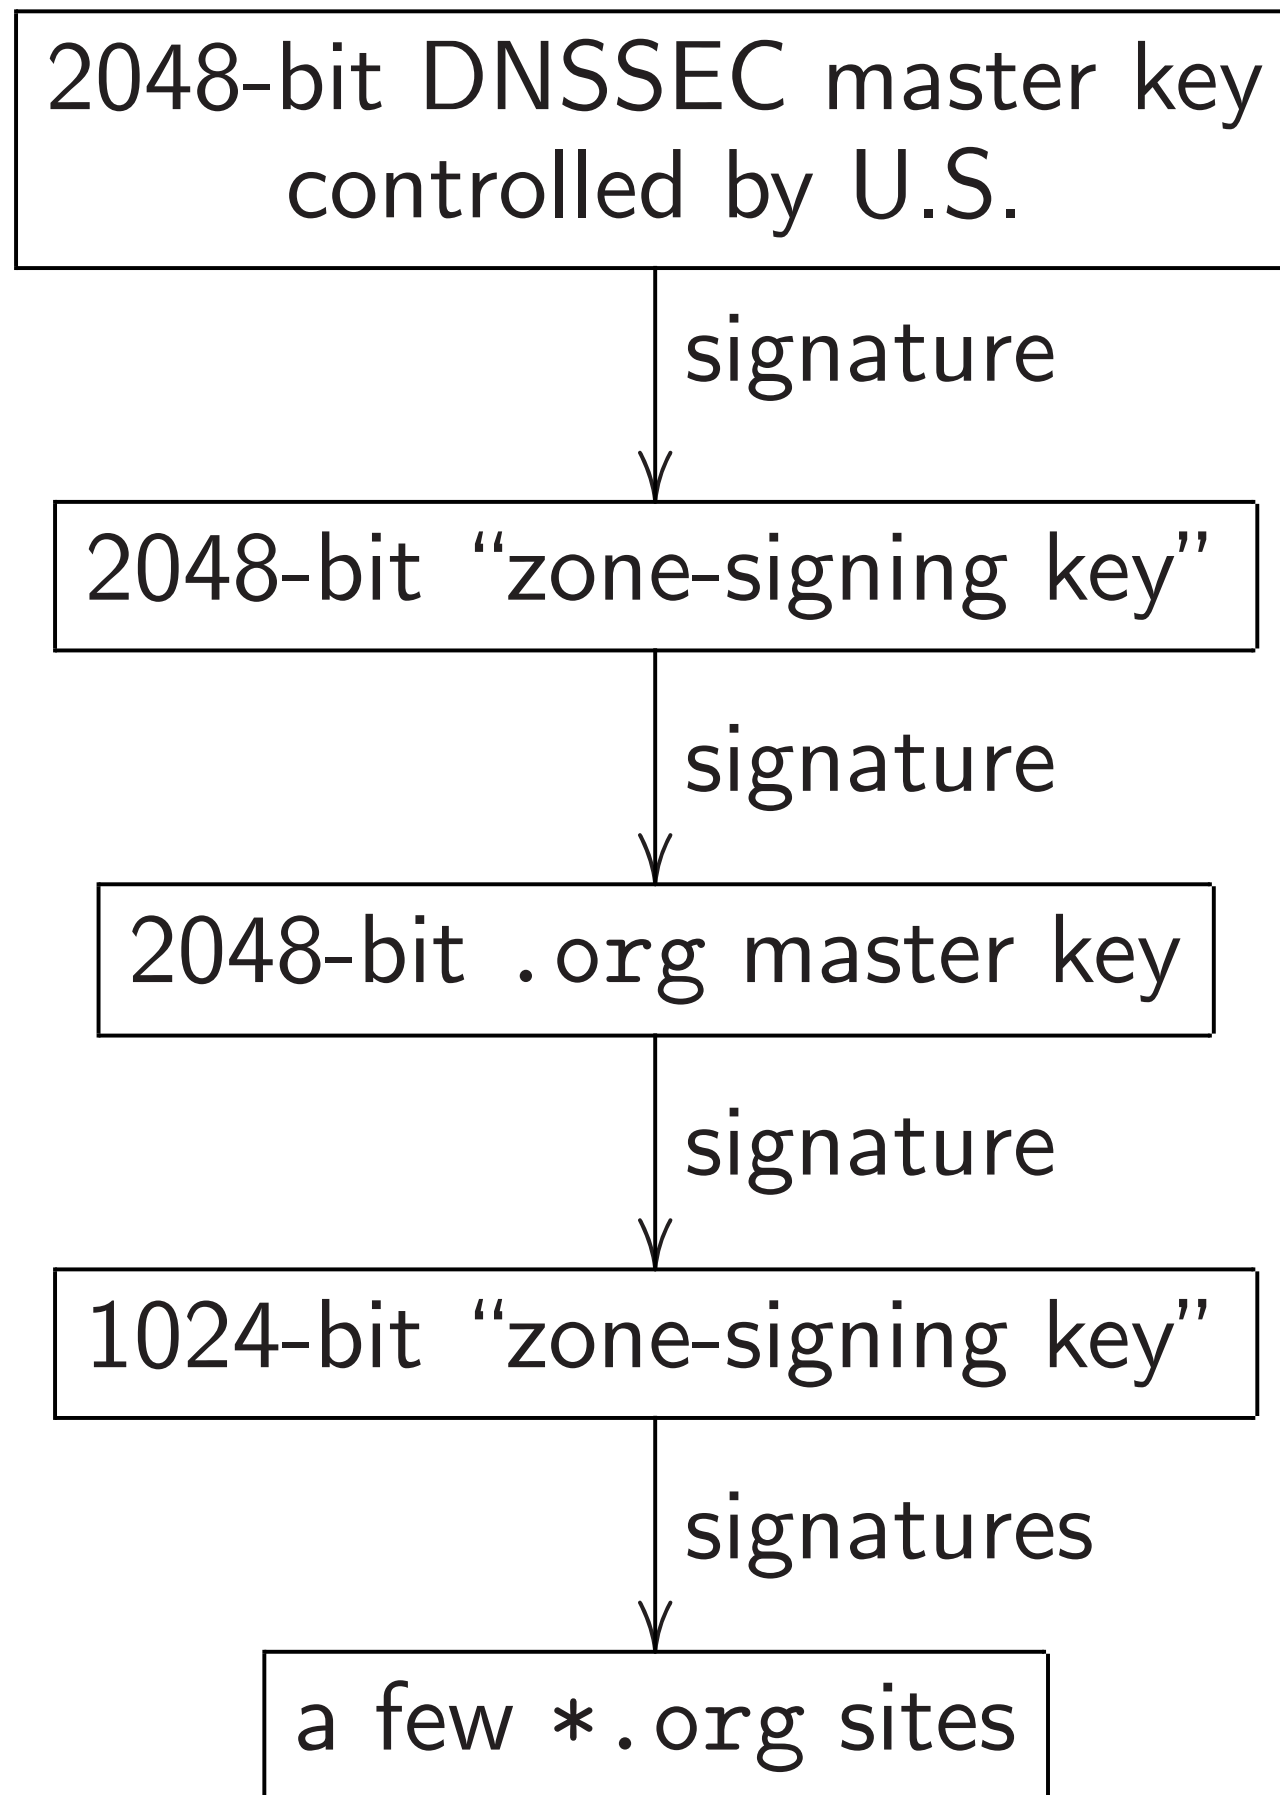 2048-bit DNSSEC master key
controlled by U.S.
signature
2048-bit “zone-signing key”
signature
2048-bit .org master key
signature
1024-bit “zone-signing key”
signatures
a few *.org sites